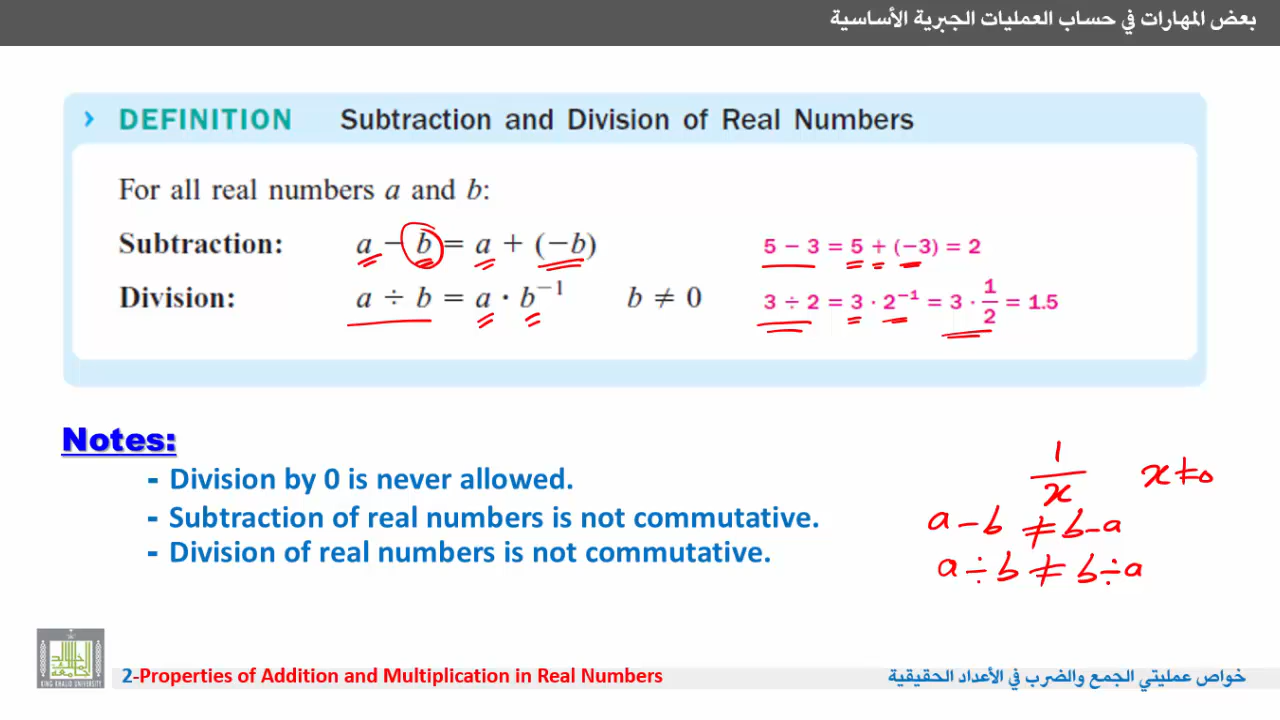 بعض المهارات في حساب العمليات الجبرية الأساسية
› DEFINITION Subtraction and Division of Real Numbers
For all real numbers a and b:
Subtraction: a − b = a + (−b) 5 − 3 = 5 + (−3) = 2
Division: a ÷ b = a · b⁻¹ b ≠ 0 3 ÷ 2 = 3 · 2⁻¹ = 3 · 1/2 = 1.5
Notes:
- Division by 0 is never allowed. 1/x x≠0
- Subtraction of real numbers is not commutative. a−b ≠ b−a
- Division of real numbers is not commutative. a÷b ≠ b÷a
KING KHALID UNIVERSITY
2-Properties of Addition and Multiplication in Real Numbers
خواص عمليتي الجمع والضرب في الأعداد الحقيقية